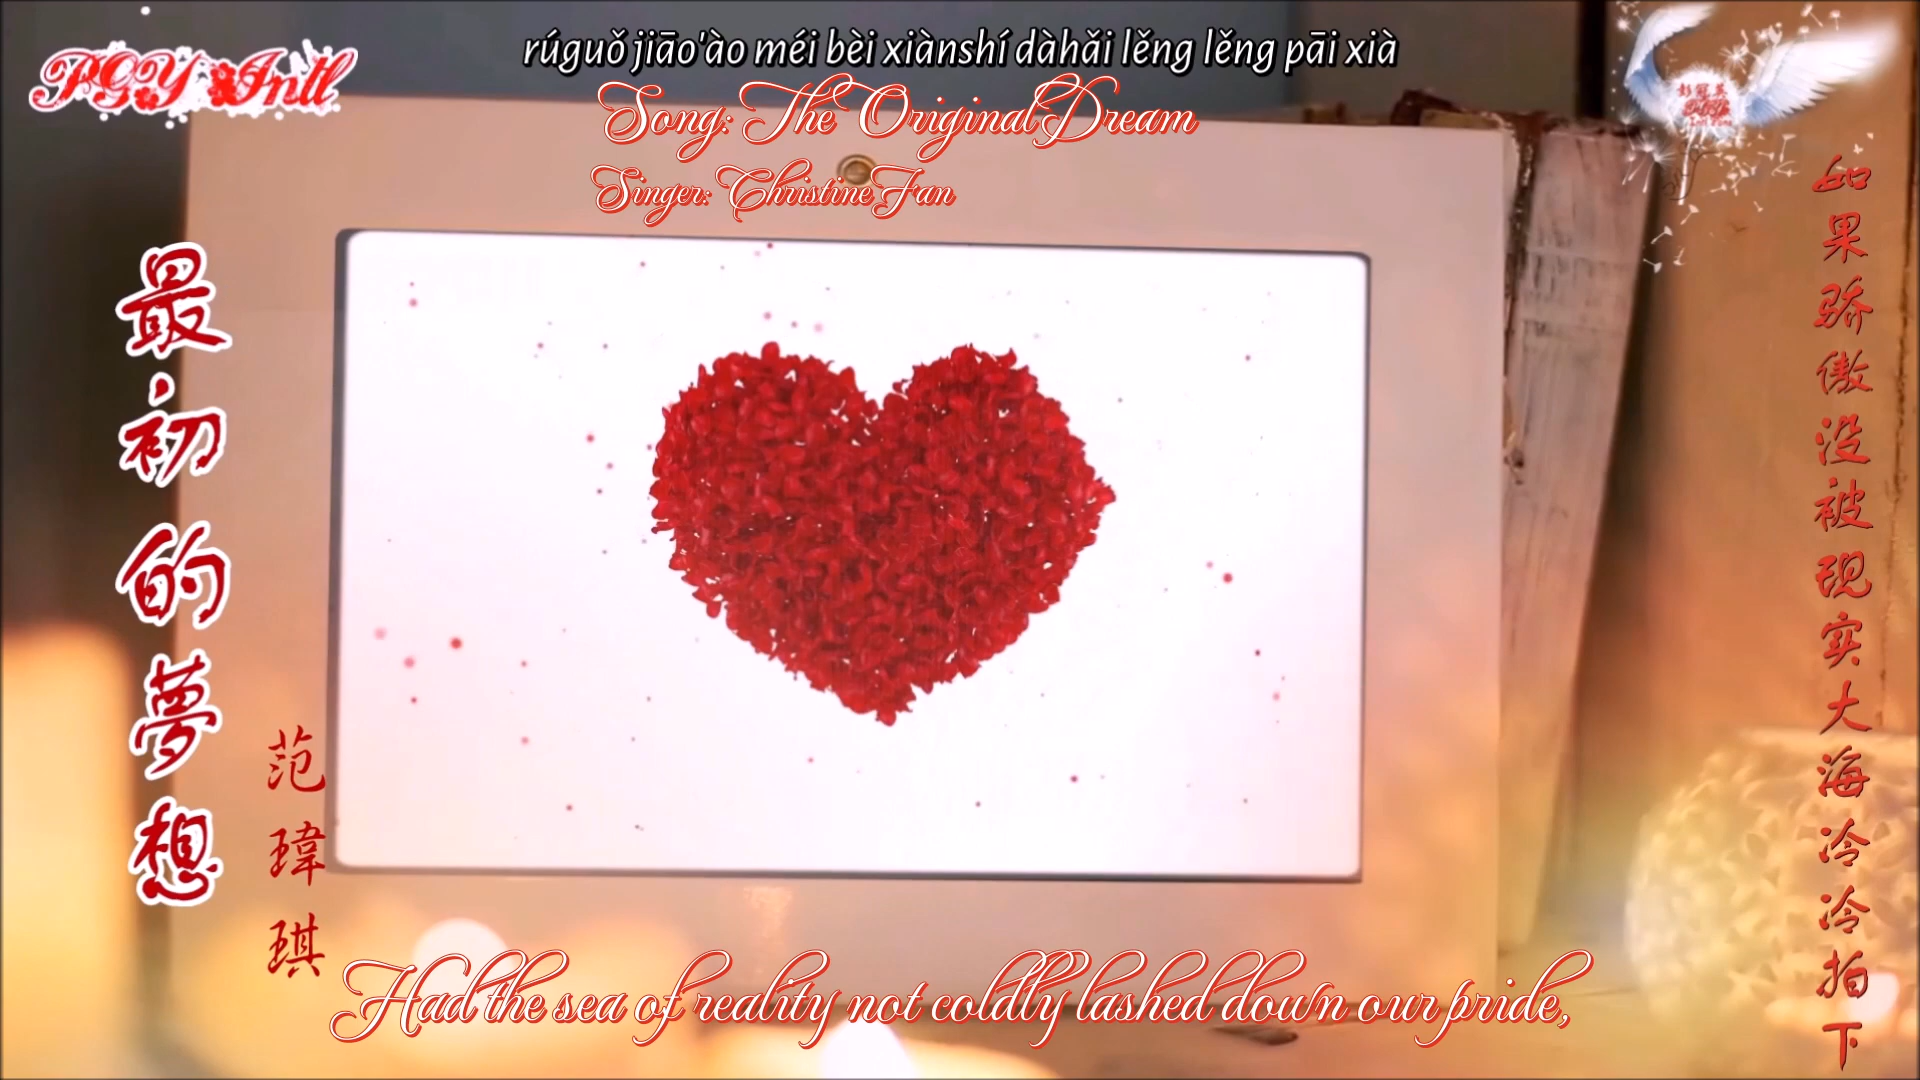 rúguǒ jiāo'ào méi bèi xiànshí dàhǎi lěng lěng pāi xià
PGY Intl
Song: The Original Dream
Singer: Christine Fan
最初的夢想
范瑋琪
如果骄傲没被现实大海冷冷拍下
Had the sea of reality not coldly lashed down our pride,